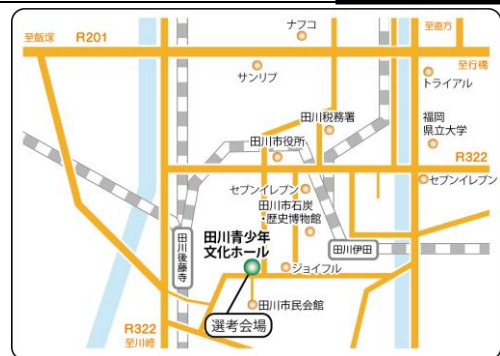 ナフコ
至飯塚
R201
至直方
至行橋
サンリブ
トライアル
田川税務署
福岡
県立大学
田川市役所
R322
セブンイレブン
セブンイレブン
田川市石炭
・歴史博物館
田川後藤寺
田川青少年
文化ホール
田川伊田
ジョイフル
田川市民会館
選考会場
R322
至川崎